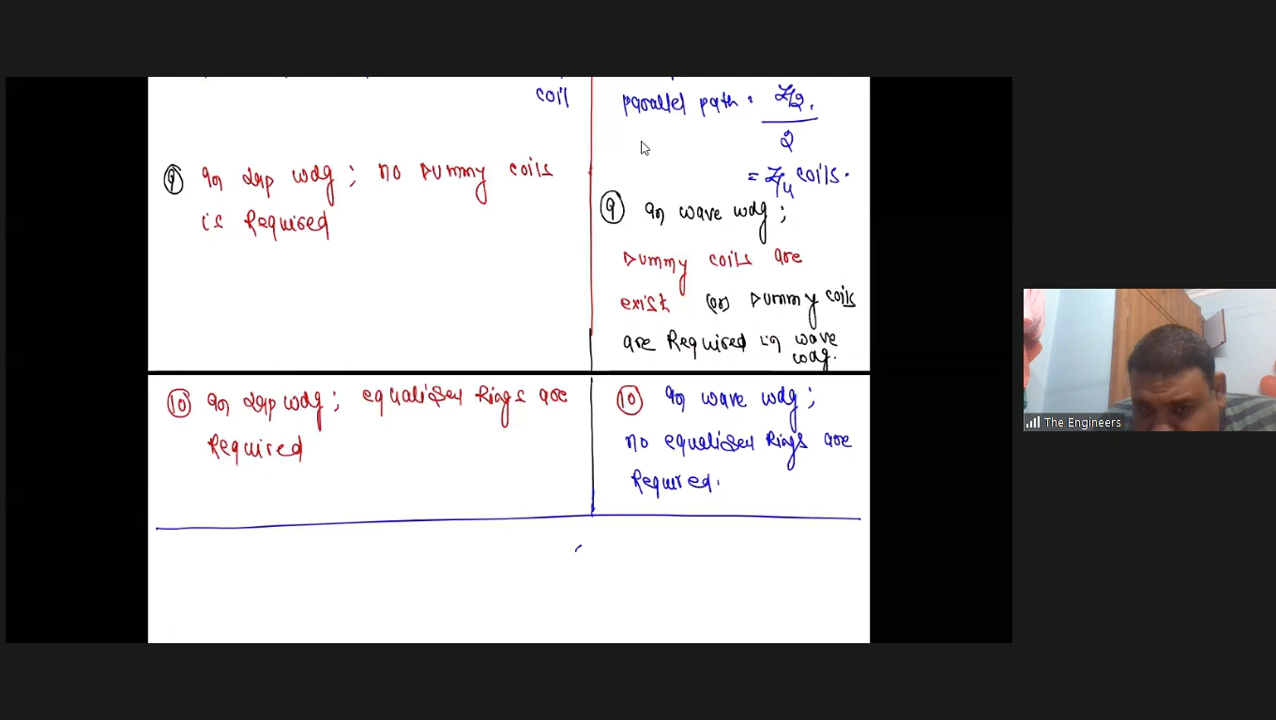 coil
⑨ In Lap wdg ; no Dummy coils
is Required
⑩ In Lap wdg ; equaliser Rings are
Required
parallel path = Z/2
2
= Z/4 coils.
⑨ In wave wdg ;
Dummy coils are
exist (or) Dummy coils
are Required in wave
wdg.
⑩ In wave wdg ;
no equaliser Rings are
Required.
The Engineers